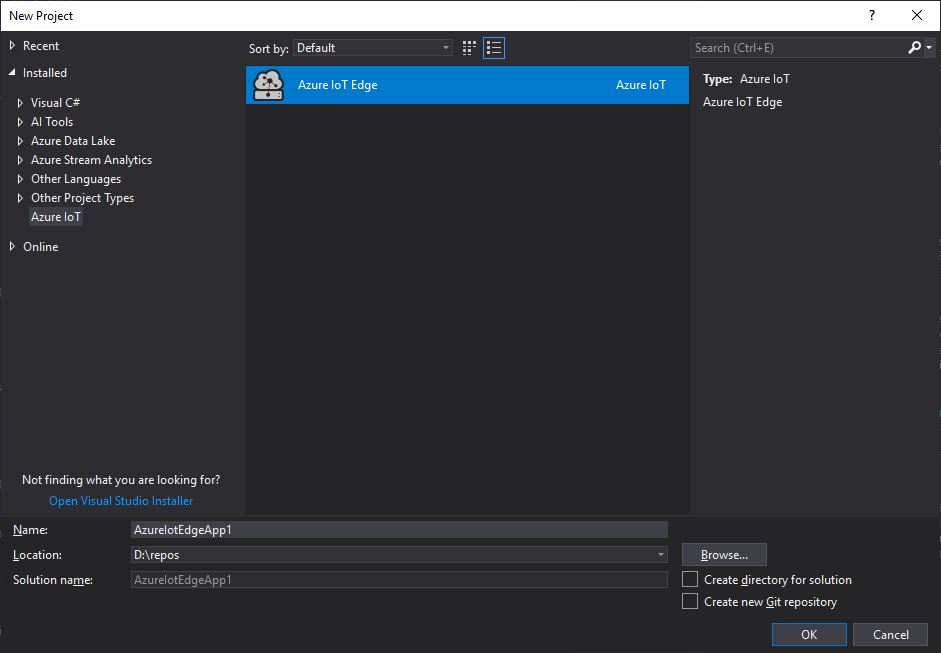 New Project
?
Recent
Installed
Visual C#
AI Tools
Azure Data Lake
Azure Stream Analytics
Other Languages
Other Project Types
Azure IoT
Online
Not finding what you are looking for?
Open Visual Studio Installer
Sort by: Default
Azure IoT Edge Azure IoT
Search (Ctrl+E)
Type: Azure IoT
Azure IoT Edge
Name: AzureIotEdgeApp1
Location: D:\repos Browse...
Solution name: AzureIotEdgeApp1 Create directory for solution
Create new Git repository
OK Cancel